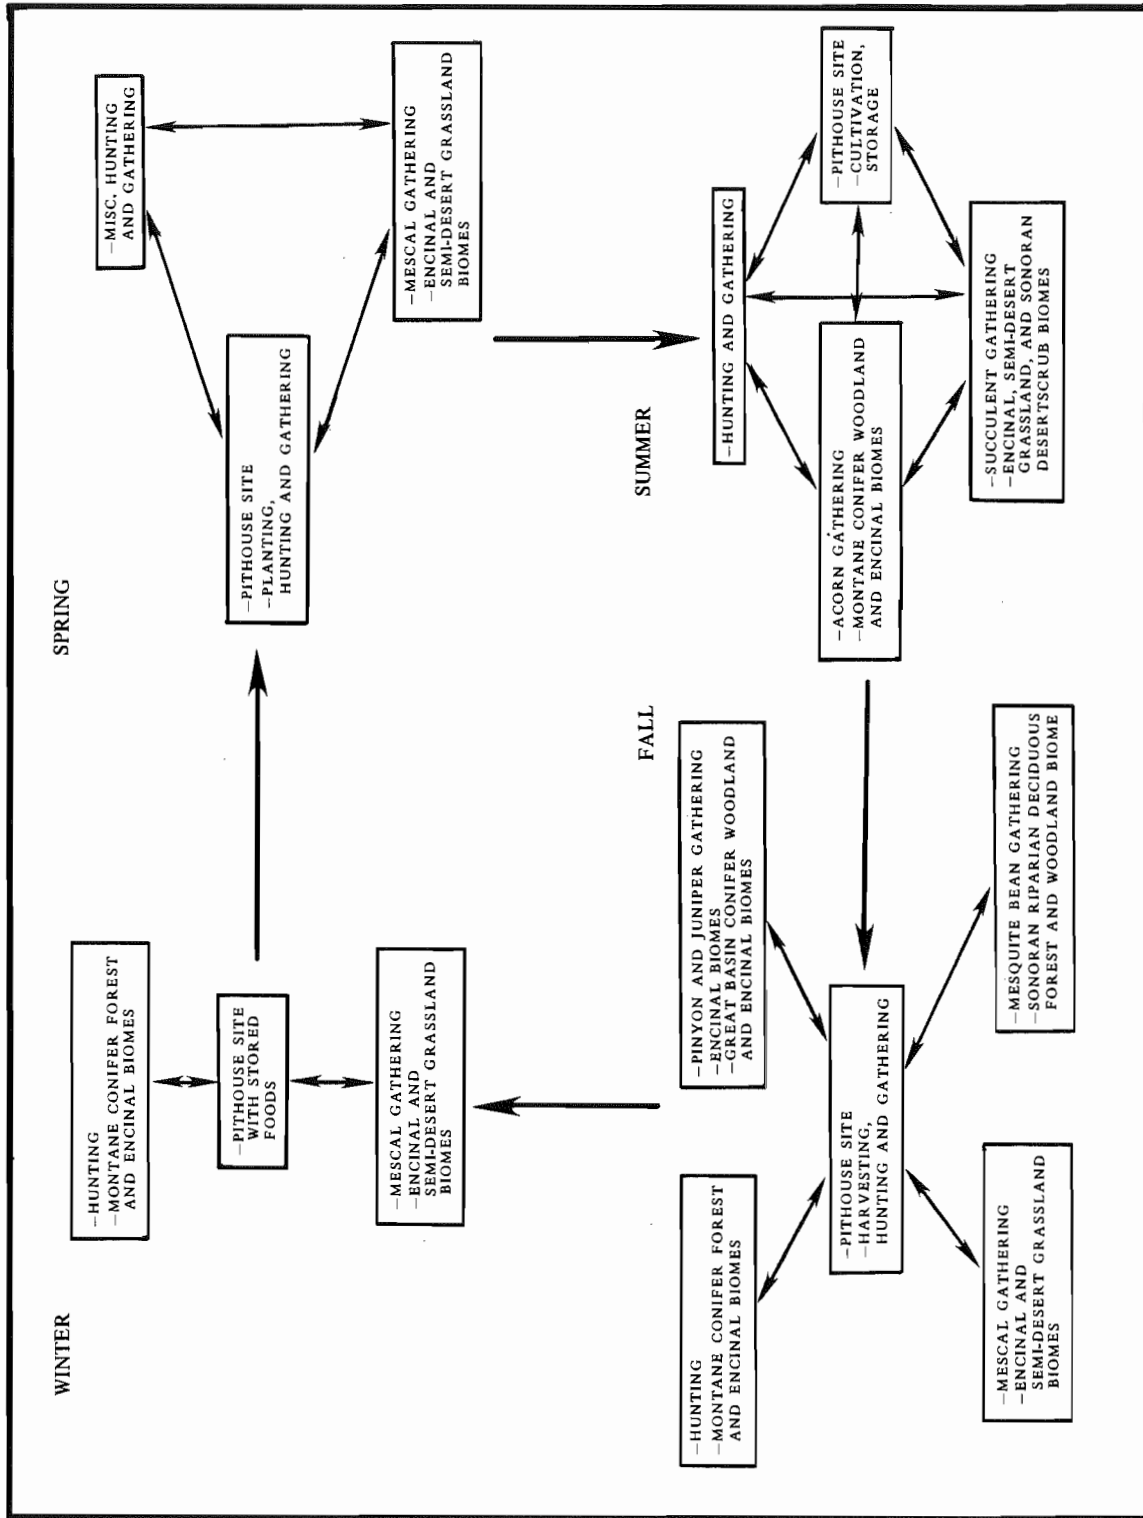 WINTER
–HUNTING
–MONTANE CONIFER FOREST
AND ENCINAL BIOMES
–PITHOUSE SITE
WITH STORED
FOODS
–MESCAL GATHERING
–ENCINAL AND
SEMI-DESERT GRASSLAND
BIOMES
SPRING
–PITHOUSE SITE
–PLANTING,
HUNTING AND GATHERING
–MISC. HUNTING
AND GATHERING
–MESCAL GATHERING
–ENCINAL AND
SEMI-DESERT GRASSLAND
BIOMES
SUMMER
–HUNTING AND GATHERING
–ACORN GATHERING
–MONTANE CONIFER WOODLAND
AND ENCINAL BIOMES
–PITHOUSE SITE
–CULTIVATION,
STORAGE
–SUCCULENT GATHERING
–ENCINAL, SEMI-DESERT
GRASSLAND, AND SONORAN
DESERTSCRUB BIOMES
FALL
–HUNTING
–MONTANE CONIFER FOREST
AND ENCINAL BIOMES
–PINYON AND JUNIPER GATHERING
–ENCINAL BIOMES
–GREAT BASIN CONIFER WOODLAND
AND ENCINAL BIOMES
–PITHOUSE SITE
–HARVESTING,
HUNTING AND GATHERING
–MESCAL GATHERING
–ENCINAL AND
SEMI-DESERT GRASSLAND
BIOMES
–MESQUITE BEAN GATHERING
–SONORAN RIPARIAN DECIDUOUS
FOREST AND WOODLAND BIOME